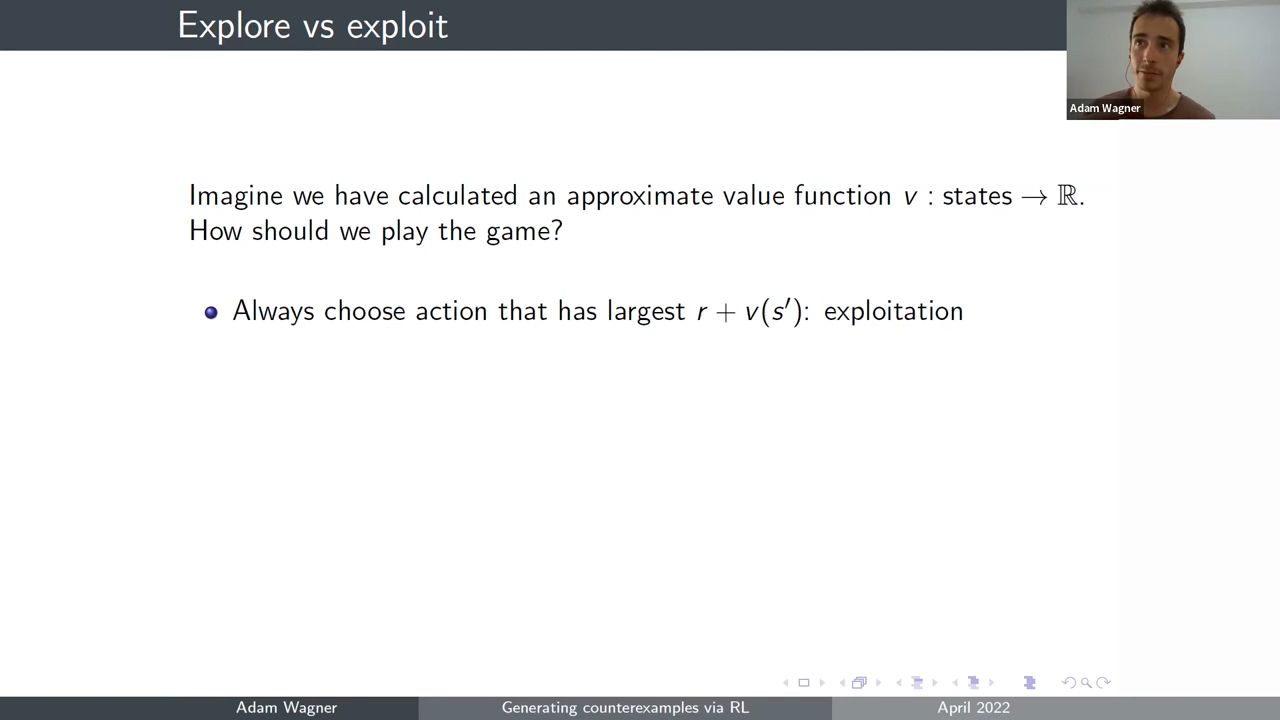 Explore vs exploit
Adam Wagner
Imagine we have calculated an approximate value function v : states → ℝ.
How should we play the game?
Always choose action that has largest r + v(s′): exploitation
Adam Wagner
Generating counterexamples via RL
April 2022